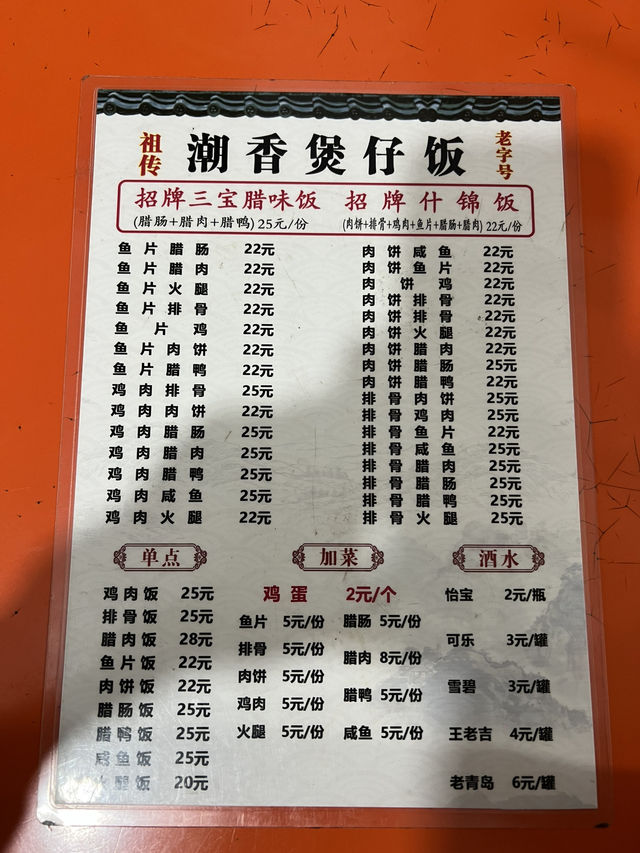 祖传 潮香煲仔饭 老字号
招牌三宝腊味饭 招牌什锦饭
(腊肠+腊肉+腊鸭)25元/份 (肉饼+排骨+鸡肉+鱼片+腊肠+腊肉)22元/份
鱼片腊肠 22元
鱼片腊肉 22元
鱼片火腿 22元
鱼片排骨 22元
鱼片鸡 22元
鱼片肉饼 22元
鱼片腊鸭 22元
鸡肉排骨 25元
鸡肉肉饼 22元
鸡肉腊肠 25元
鸡肉腊肉 25元
鸡肉腊鸭 25元
鸡肉咸鱼 25元
鸡肉火腿 22元
肉饼咸鱼 22元
肉饼鱼片 22元
肉饼鸡 22元
肉饼排骨 22元
肉饼排骨 22元
肉饼火腿 22元
肉饼腊肉 22元
肉饼腊肠 25元
肉饼腊鸭 22元
排骨肉饼 25元
排骨鸡肉 25元
排骨鱼片 22元
排骨咸鱼 25元
排骨腊肉 25元
排骨腊肠 25元
排骨腊鸭 25元
排骨火腿 25元
单点
鸡肉饭 25元
排骨饭 25元
腊肉饭 28元
鱼片饭 22元
肉饼饭 22元
腊肠饭 25元
腊鸭饭 25元
咸鱼饭 25元
火腿饭 20元
加菜
鸡蛋 2元/个
鱼片 5元/份
排骨 5元/份
肉饼 5元/份
鸡肉 5元/份
火腿 5元/份
腊肠 5元/份
腊肉 8元/份
腊鸭 5元/份
咸鱼 5元/份
酒水
怡宝 2元/瓶
可乐 3元/罐
雪碧 3元/罐
王老吉 4元/罐
老青岛 6元/罐